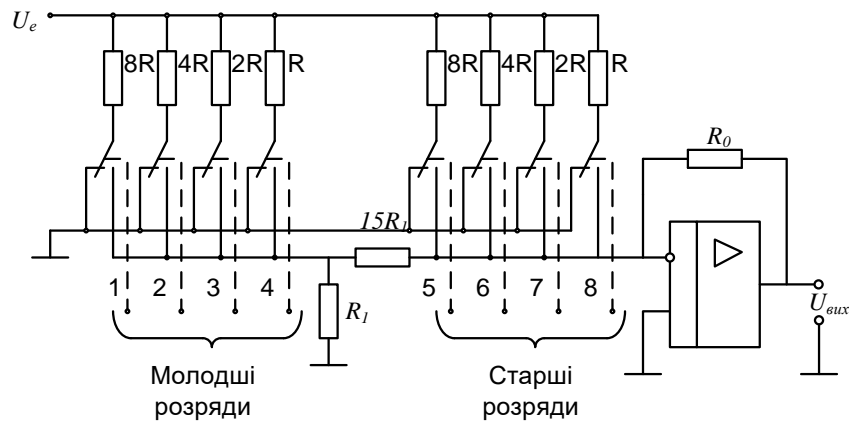 Uе
8R 4R 2R R 8R 4R 2R R
R0
15R1
1 2 3 4 5 6 7 8
R1
Uвих
Молодші розряди
Старші розряди